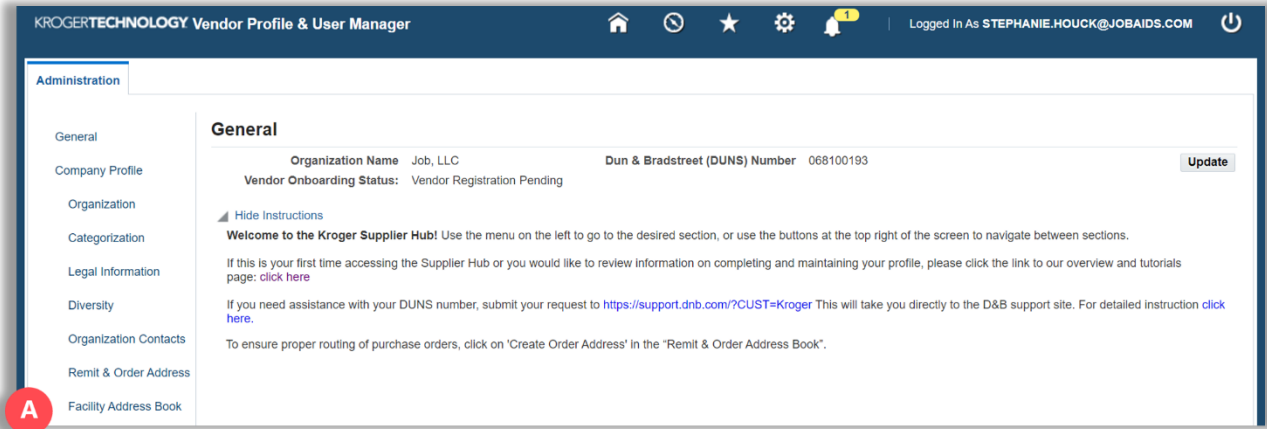 KROGERTECHNOLOGY Vendor Profile & User Manager
1
Logged In As STEPHANIE.HOUCK@JOBAIDS.COM
Administration
General
Company Profile
Organization
Categorization
Legal Information
Diversity
Organization Contacts
Remit & Order Address
Facility Address Book
A
General
Organization Name Job, LLC
Dun & Bradstreet (DUNS) Number 068100193
Update
Vendor Onboarding Status: Vendor Registration Pending
Hide Instructions
Welcome to the Kroger Supplier Hub! Use the menu on the left to go to the desired section, or use the buttons at the top right of the screen to navigate between sections.
If this is your first time accessing the Supplier Hub or you would like to review information on completing and maintaining your profile, please click the link to our overview and tutorials
page: click here
If you need assistance with your DUNS number, submit your request to https://support.dnb.com/?CUST=Kroger This will take you directly to the D&B support site. For detailed instruction click
here.
To ensure proper routing of purchase orders, click on 'Create Order Address' in the “Remit & Order Address Book”.